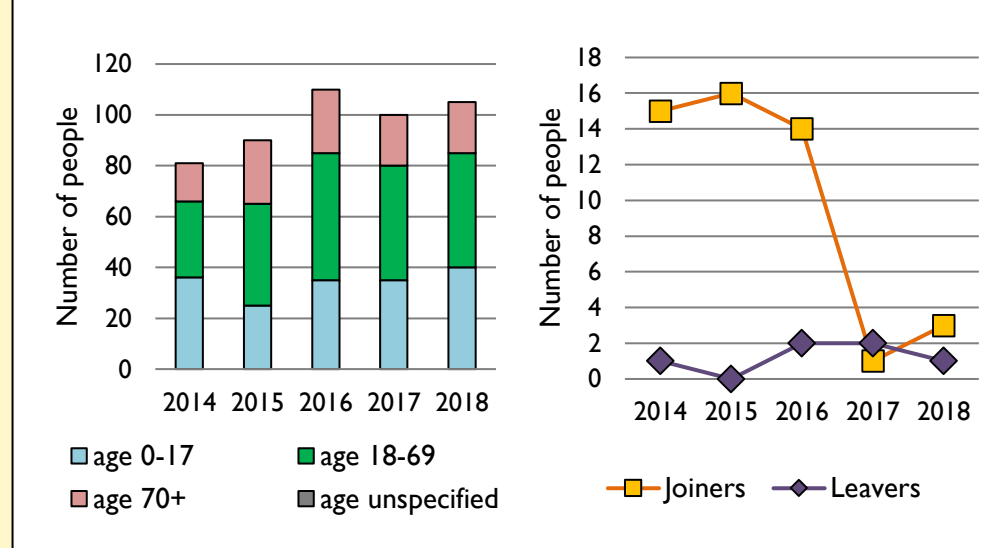 Number of people
120
100
80
60
40
20
0
2014 2015 2016 2017 2018
age 0-17 age 18-69
age 70+ age unspecified
Number of people
18
16
14
12
10
8
6
4
2
0
2014 2015 2016 2017 2018
Joiners Leavers